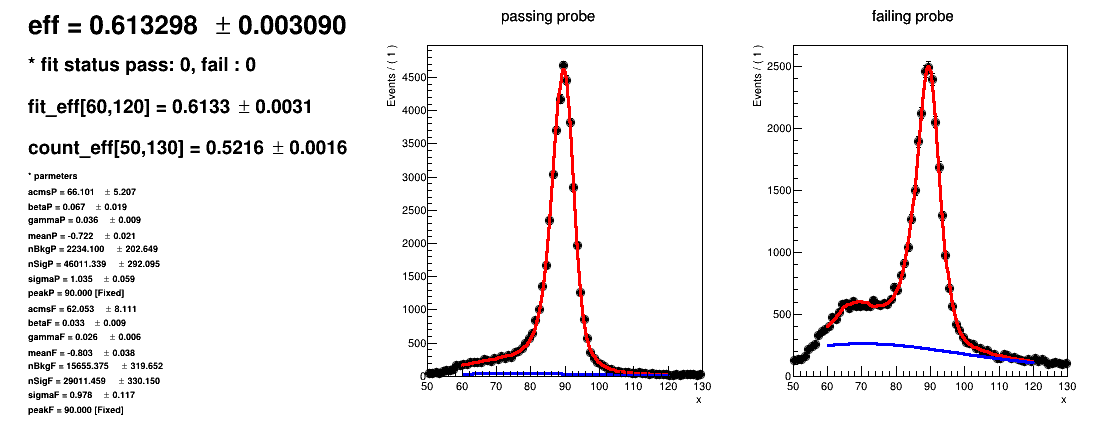 eff = 0.613298 ± 0.003090
* fit status pass: 0, fail : 0
fit_eff[60,120] = 0.6133 ± 0.0031
count_eff[50,130] = 0.5216 ± 0.0016
* parmeters
acmsP = 66.101 ± 5.207
betaP = 0.067 ± 0.019
gammaP = 0.036 ± 0.009
meanP = -0.722 ± 0.021
nBkgP = 2234.100 ± 202.649
nSigP = 46011.339 ± 292.095
sigmaP = 1.035 ± 0.059
peakP = 90.000 [Fixed]
acmsF = 62.053 ± 8.111
betaF = 0.033 ± 0.009
gammaF = 0.026 ± 0.006
meanF = -0.803 ± 0.038
nBkgF = 15655.375 ± 319.652
nSigF = 29011.459 ± 330.150
sigmaF = 0.978 ± 0.117
peakF = 90.000 [Fixed]
passing probe
Events / ( 1 )
4500
4000
3500
3000
2500
2000
1500
1000
500
0
50 60 70 80 90 100 110 120 130
x
failing probe
Events / ( 1 )
2500
2000
1500
1000
500
0
50 60 70 80 90 100 110 120 130
x